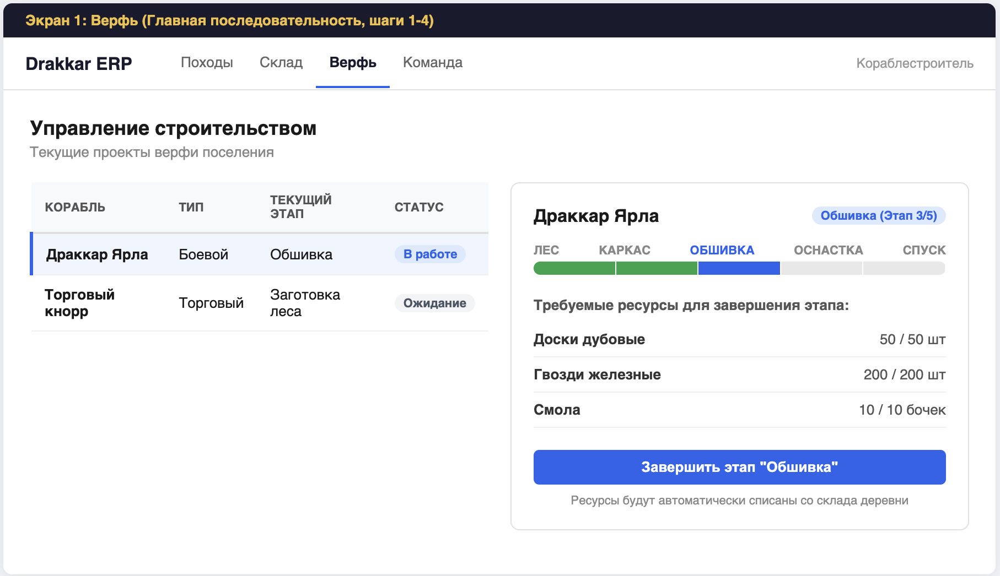 Экран 1: Верфь (Главная последовательность, шаги 1-4)
Drakkar ERP
Походы
Склад
Верфь
Команда
Кораблестроитель
Управление строительством
Текущие проекты верфи поселения
КОРАБЛЬ
ТИП
ТЕКУЩИЙ
ЭТАП
СТАТУС
Драккар Ярла
Боевой
Обшивка
В работе
Торговый
кнорр
Торговый
Заготовка
леса
Ожидание
Драккар Ярла
Обшивка (Этап 3/5)
ЛЕС
КАРКАС
ОБШИВКА
ОСНАСТКА
СПУСК
Требуемые ресурсы для завершения этапа:
Доски дубовые
50 / 50 шт
Гвозди железные
200 / 200 шт
Смола
10 / 10 бочек
Завершить этап "Обшивка"
Ресурсы будут автоматически списаны со склада деревни